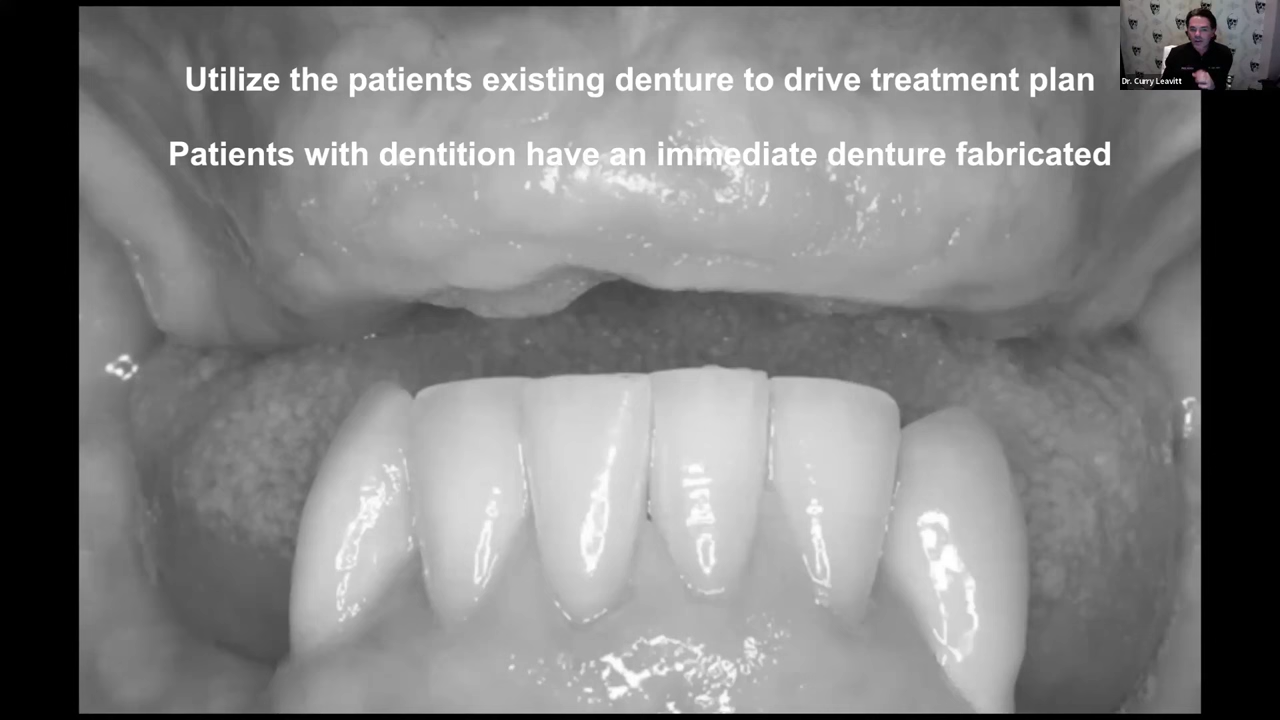 Utilize the patients existing denture to drive treatment plan
Patients with dentition have an immediate denture fabricated
Dr. Curry Leavitt